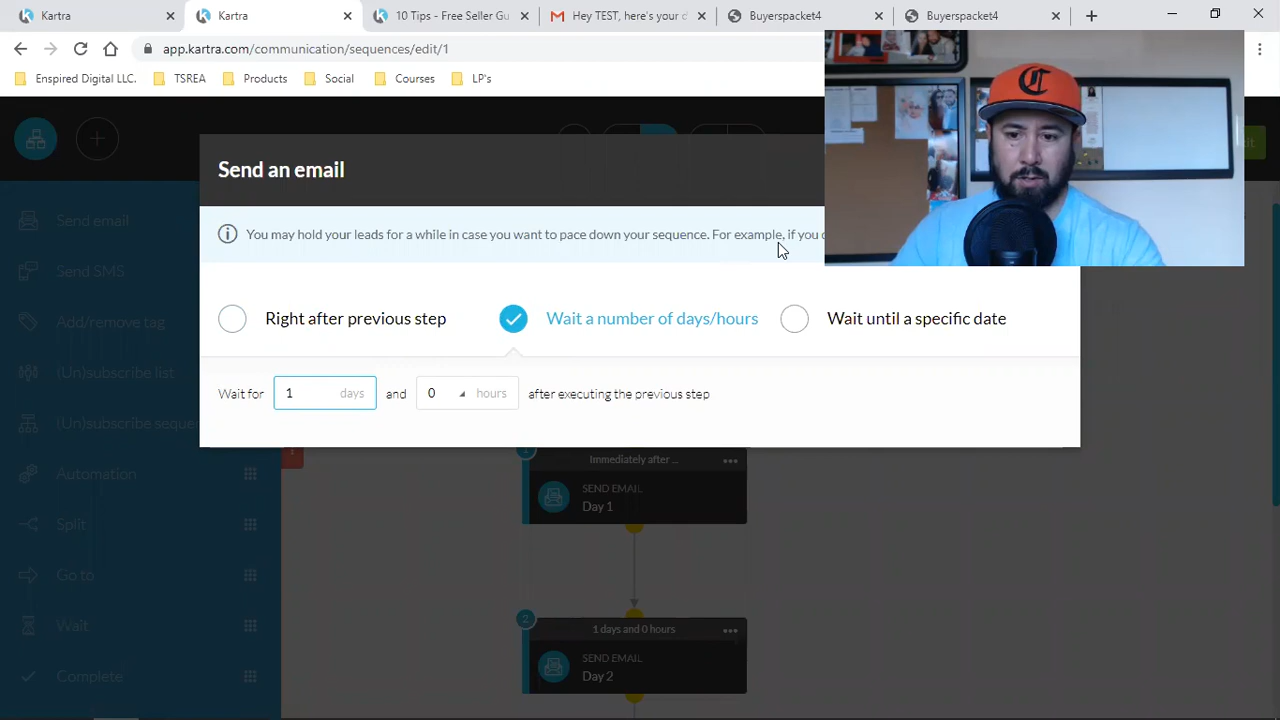 Kartra
Kartra
10 Tips - Free Seller Gu
Hey TEST, here's your d
Buyerspacket4
Buyerspacket4
app.kartra.com/communication/sequences/edit/1
Enspired Digital LLC.
TSREA
Products
Social
Courses
LP's
Send an email
You may hold your leads for a while in case you want to pace down your sequence. For example, if you
Right after previous step
Wait a number of days/hours
Wait until a specific date
Wait for 1 days and 0 hours after executing the previous step
Send email
Send SMS
Add/remove tag
(Un)subscribe list
(Un)subscribe seque
Automation
Split
Go to
Wait
Complete
1
Immediately after ...
SEND EMAIL
Day 1
2
1 days and 0 hours
SEND EMAIL
Day 2